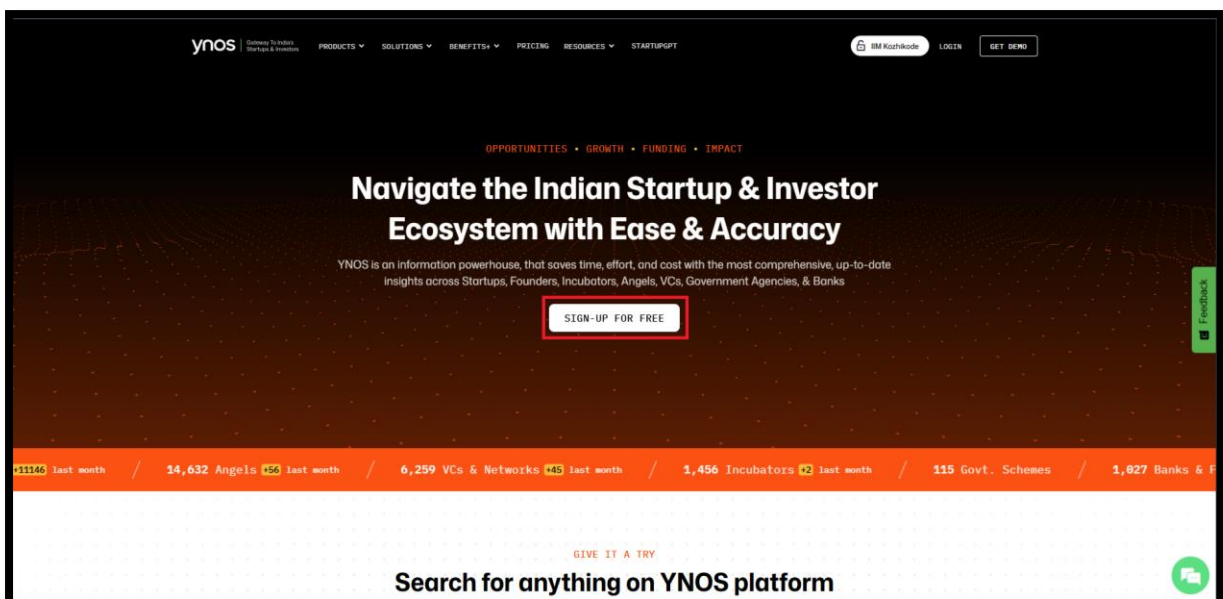 ynos Gateway To India's Startups & Investors PRODUCTS SOLUTIONS BENEFITS+ PRICING RESOURCES STARTUPGPT IIM Kozhikode LOGIN GET DEMO
OPPORTUNITIES • GROWTH • FUNDING • IMPACT
Navigate the Indian Startup & Investor
Ecosystem with Ease & Accuracy
YNOS is an information powerhouse, that saves time, effort, and cost with the most comprehensive, up-to-date
insights across Startups, Founders, Incubators, Angels, VCs, Government Agencies, & Banks
SIGN-UP FOR FREE
Feedback
+11146 last month / 14,632 Angels +56 last month / 6,259 VCs & Networks +45 last month / 1,456 Incubators +2 last month / 115 Govt. Schemes / 1,027 Banks & F
GIVE IT A TRY
Search for anything on YNOS platform